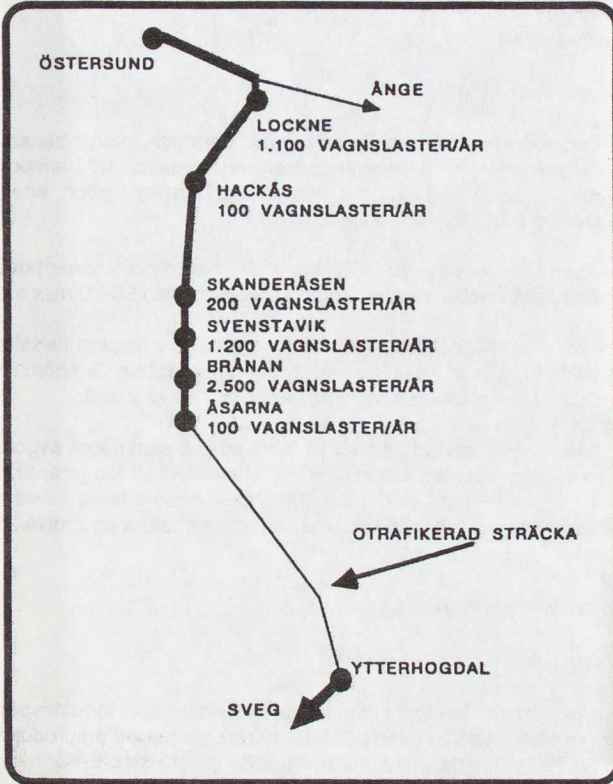 ÖSTERSUND
ÅNGE
LOCKNE
1.100 VAGNSLASTER/ÅR
HACKÅS
100 VAGNSLASTER/ÅR
SKANDERÅSEN
200 VAGNSLASTER/ÅR
SVENSTAVIK
1.200 VAGNSLASTER/ÅR
BRÅNAN
2.500 VAGNSLASTER/ÅR
ÅSARNA
100 VAGNSLASTER/ÅR
OTRAFIKERAD STRÄCKA
YTTERHOGDAL
SVEG